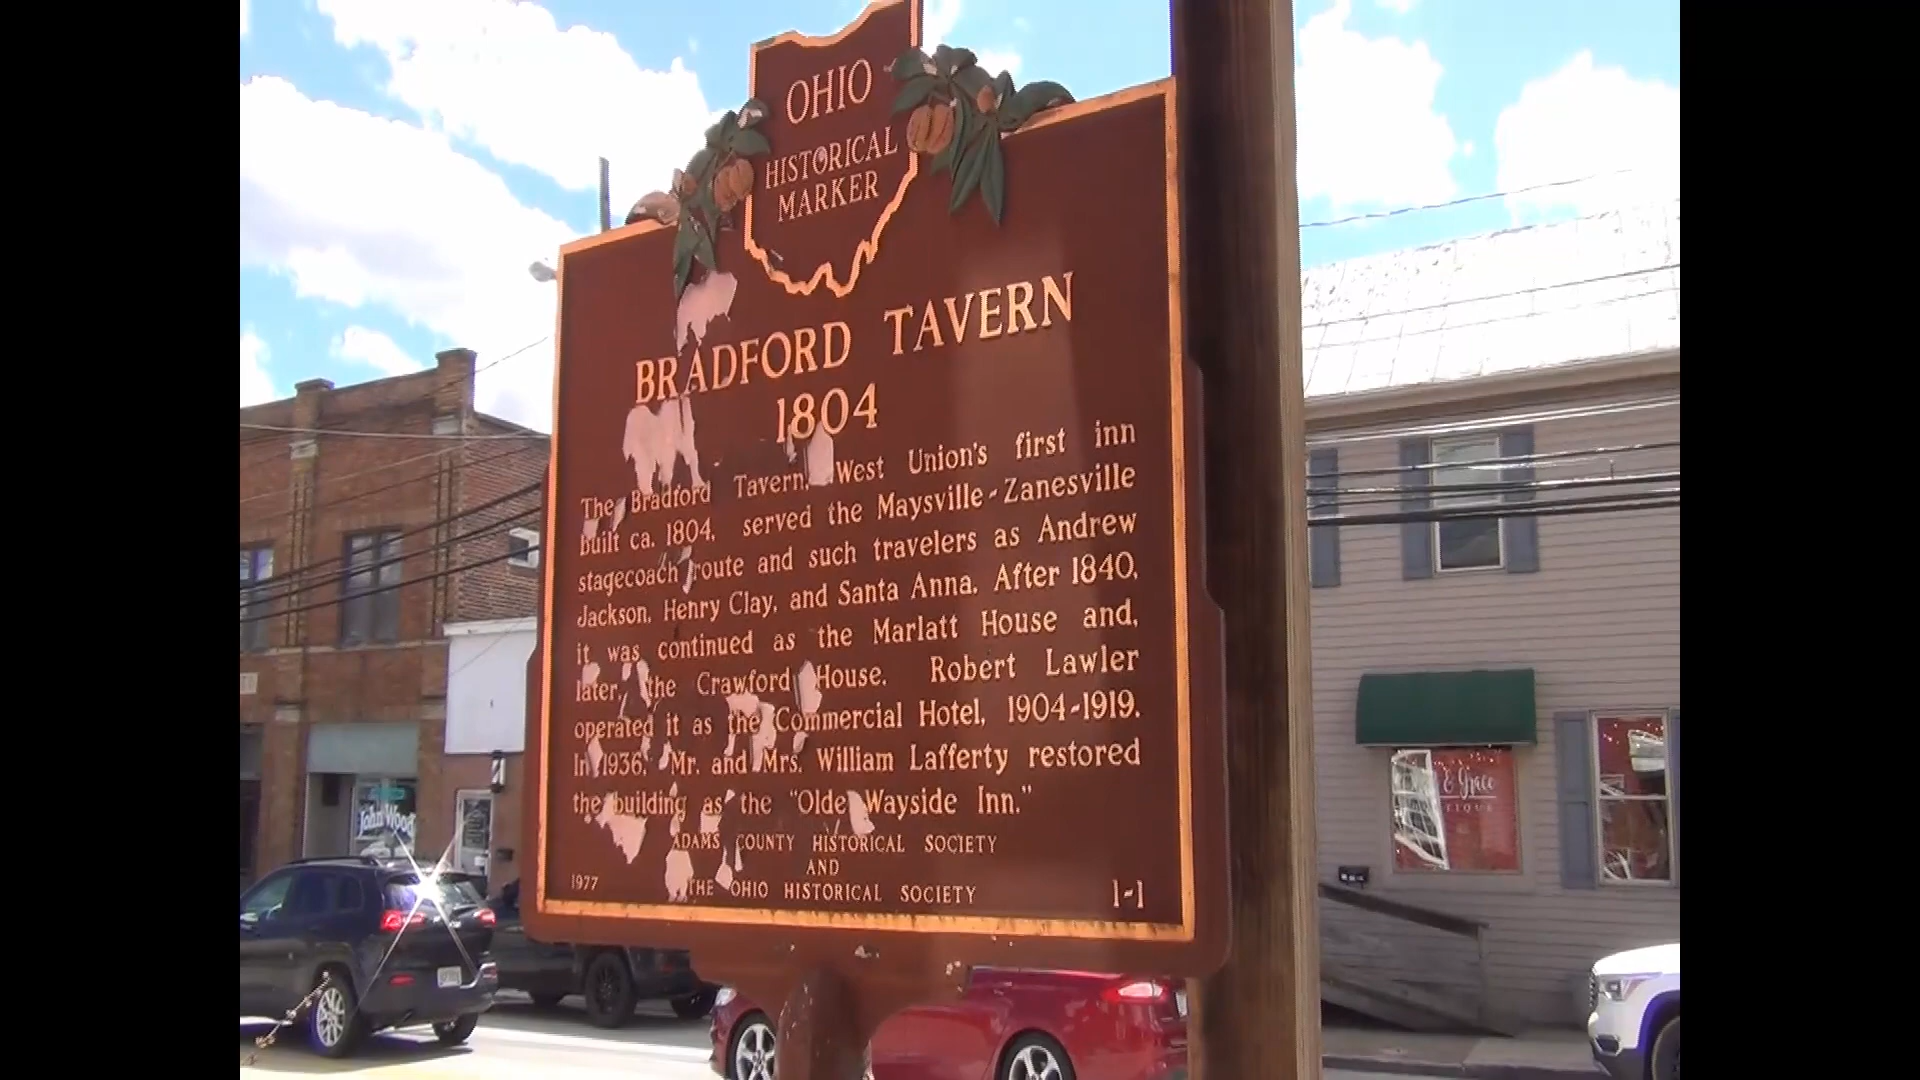 OHIO
HISTORICAL
MARKER
BRADFORD TAVERN
1804
The Bradford Tavern, West Union's first inn
built ca. 1804, served the Maysville-Zanesville
stagecoach route and such travelers as Andrew
Jackson, Henry Clay, and Santa Anna. After 1840,
it was continued as the Marlatt House and,
later, the Crawford House. Robert Lawler
operated it as the Commercial Hotel, 1904-1919.
In 1936, Mr. and Mrs. William Lafferty restored
the building as the "Olde Wayside Inn."
ADAMS COUNTY HISTORICAL SOCIETY
AND
THE OHIO HISTORICAL SOCIETY
1977
1-1
John Wood
& Grace